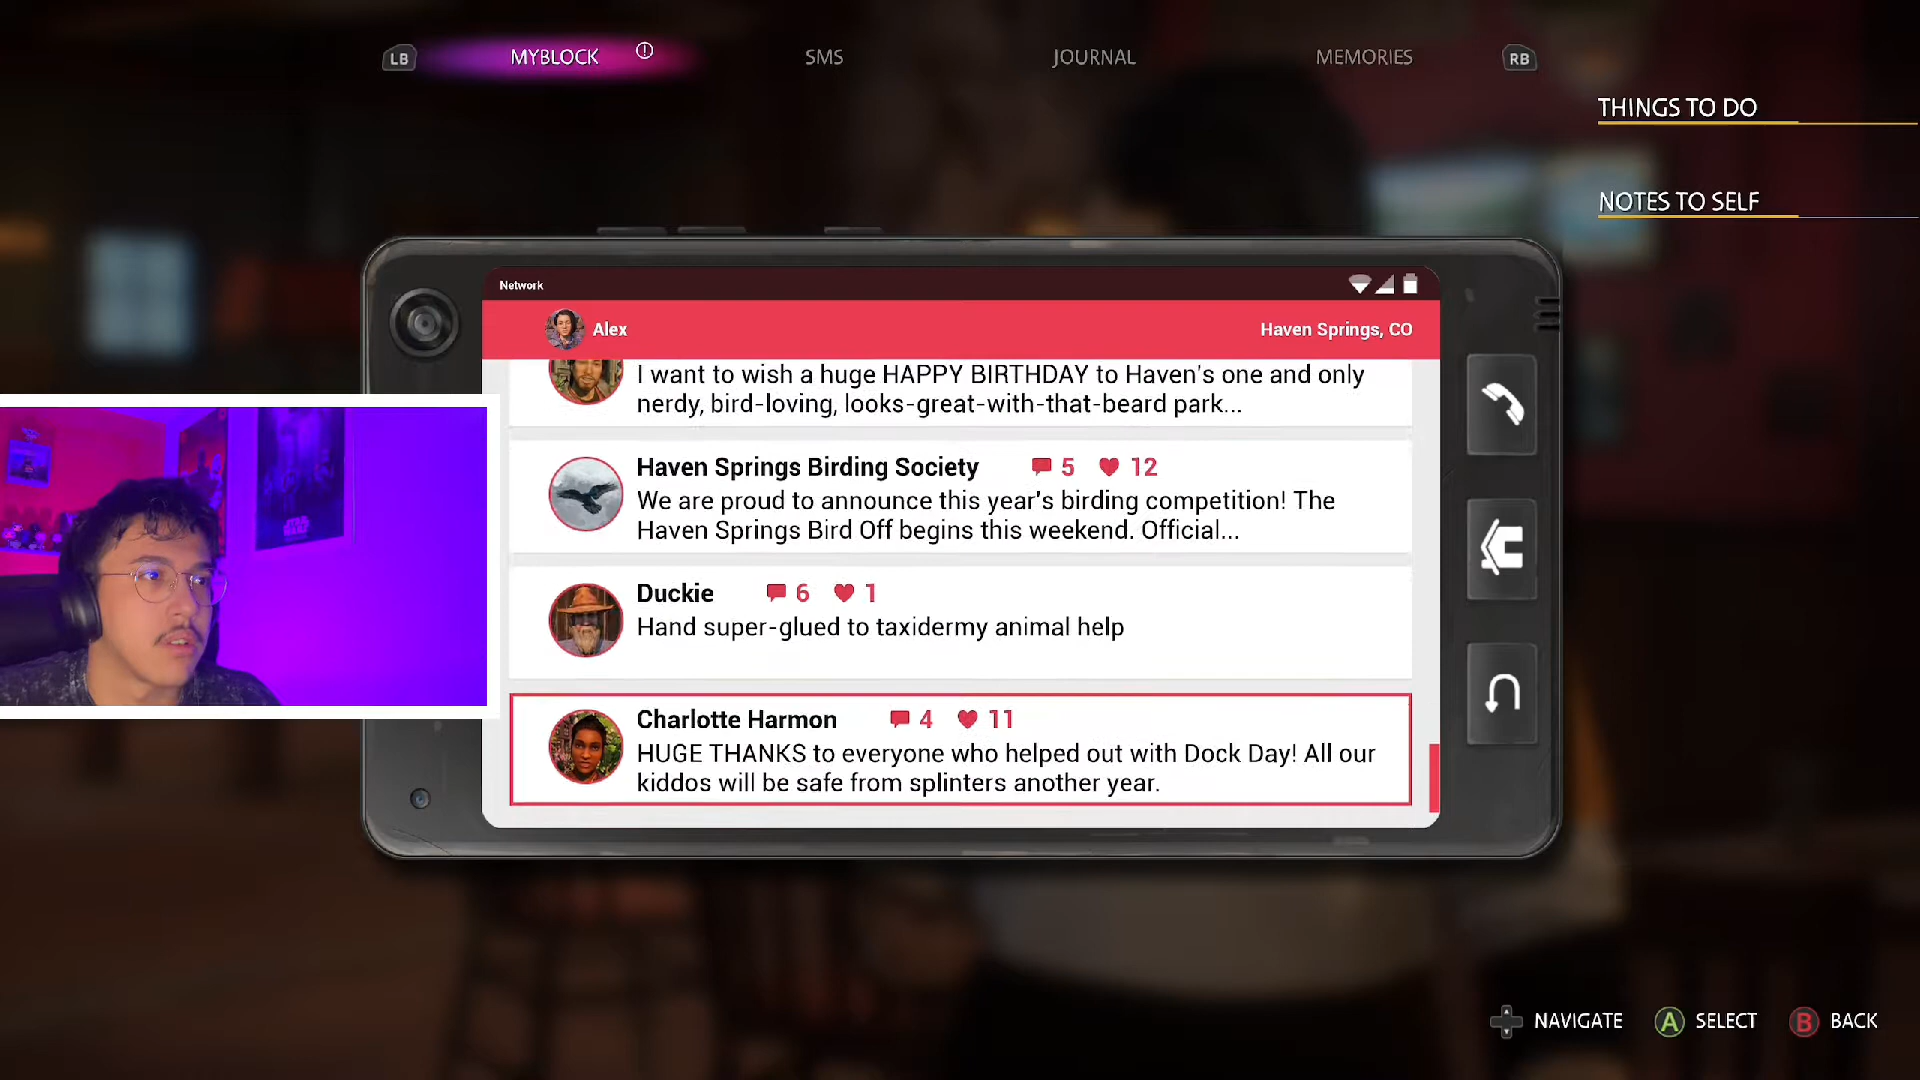 LB
MYBLOCK
SMS
JOURNAL
MEMORIES
RB
THINGS TO DO
NOTES TO SELF
Network
Alex
Haven Springs, CO
I want to wish a huge HAPPY BIRTHDAY to Haven's one and only
nerdy, bird-loving, looks-great-with-that-beard park...
Haven Springs Birding Society 5 12
We are proud to announce this year's birding competition! The
Haven Springs Bird Off begins this weekend. Official...
Duckie 6 1
Hand super-glued to taxidermy animal help
Charlotte Harmon 4 11
HUGE THANKS to everyone who helped out with Dock Day! All our
kiddos will be safe from splinters another year.
STAR
WARS
NAVIGATE
A SELECT
B BACK